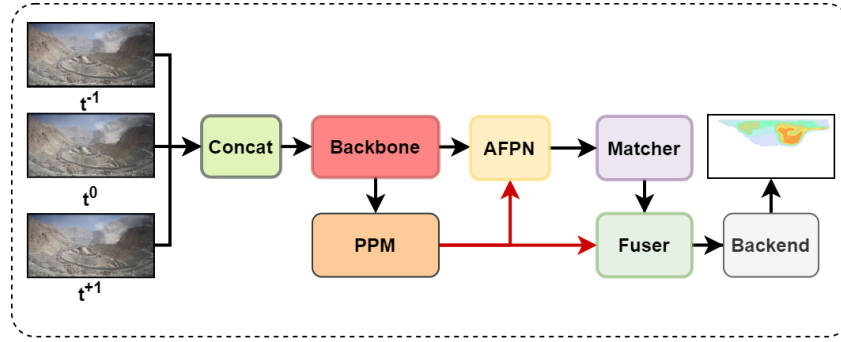 t-1
t0
t+1
Concat
Backbone
AFPN
Matcher
PPM
Fuser
Backend